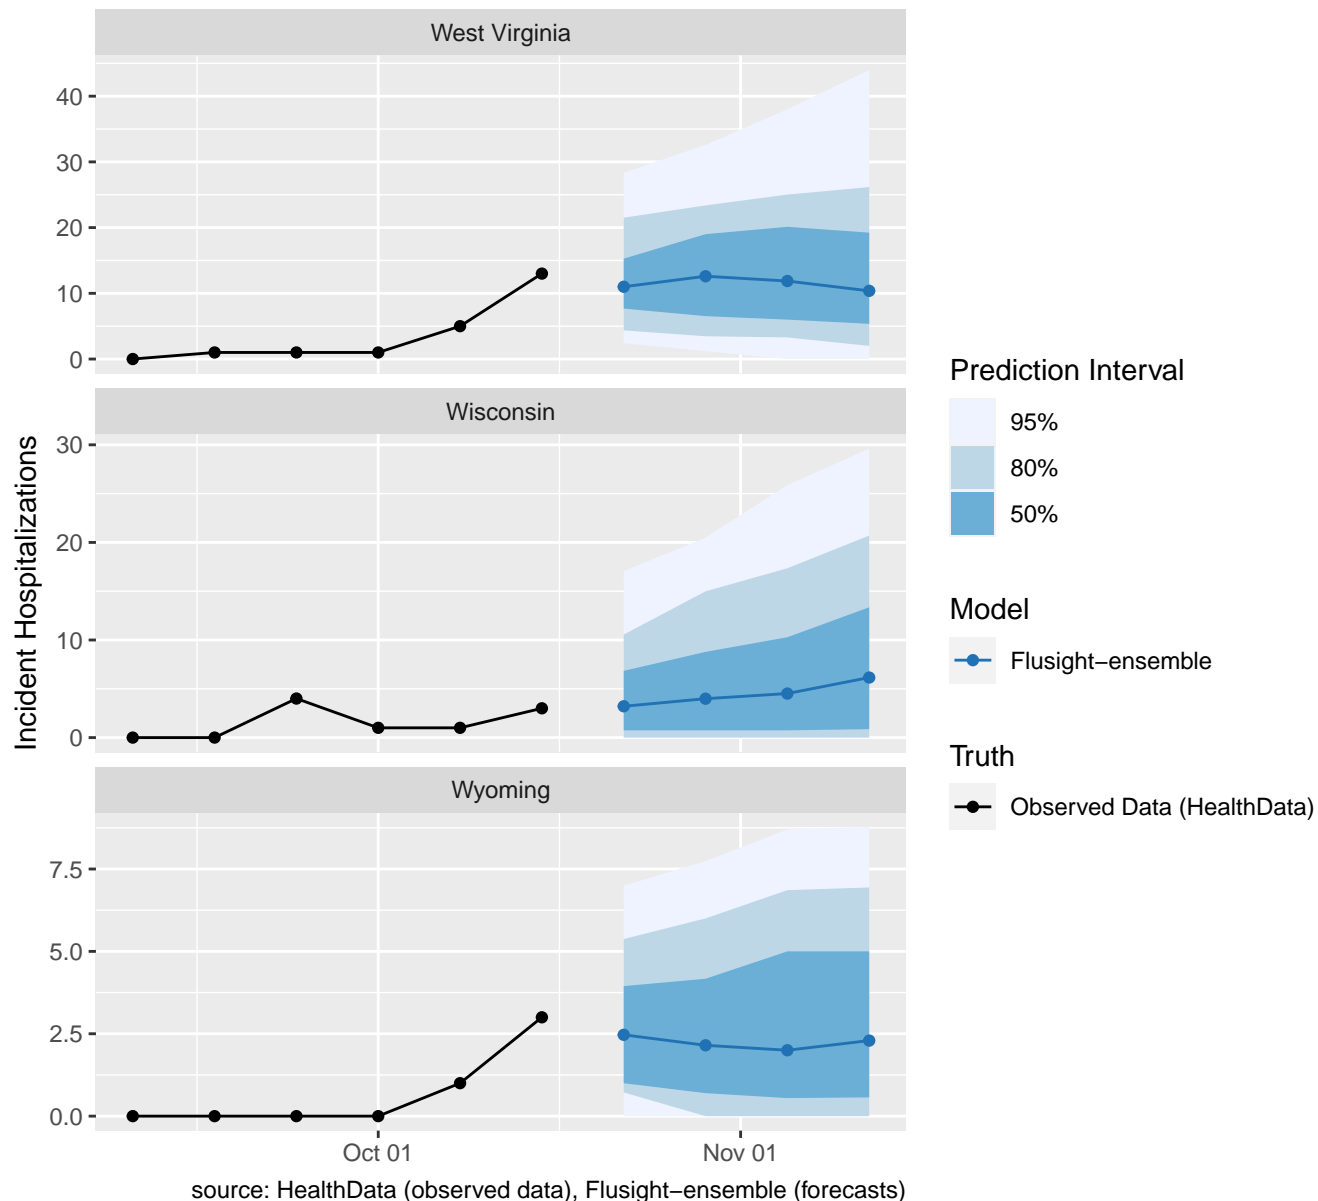 West Virginia
40
30
20
10
0
Wisconsin
30
20
10
0
Wyoming
7.5
5.0
2.5
0.0
Oct 01
Nov 01
Incident Hospitalizations
source: HealthData (observed data), Flusight−ensemble (forecasts)
Prediction Interval
95%
80%
50%
Model
Flusight−ensemble
Truth
Observed Data (HealthData)